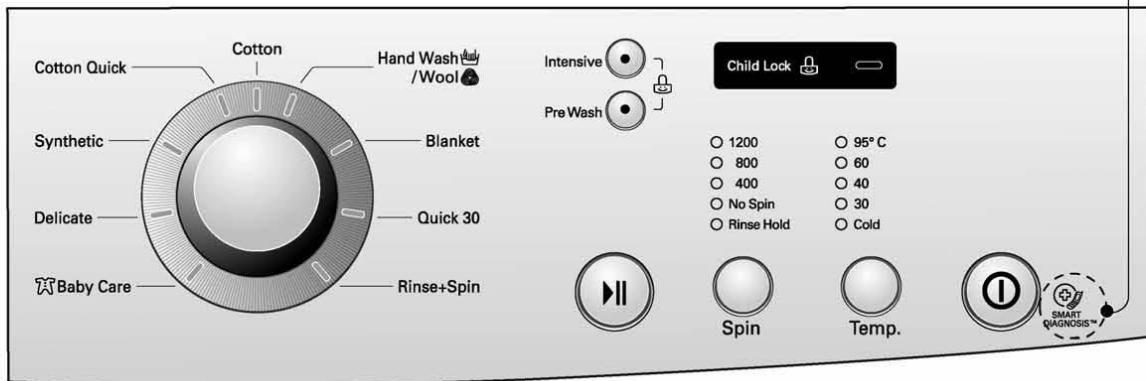 Cotton
Cotton Quick
Hand Wash
/Wool
Synthetic
Blanket
Delicate
Quick 30
Baby Care
Rinse+Spin
Intensive
Pre Wash
Child Lock
1200
800
400
No Spin
Rinse Hold
95° C
60
40
30
Cold
Spin
Temp.
SMART
DIAGNOSIS™